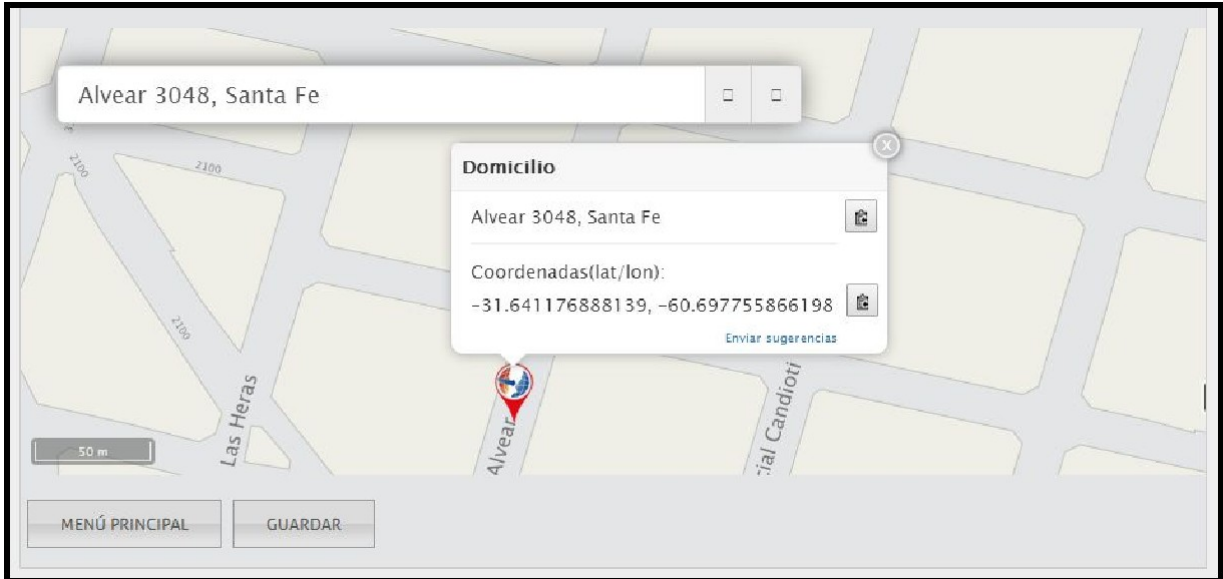 Alvear 3048, Santa Fe
2100
2100
Domicilio
X
Alvear 3048, Santa Fe
Coordenadas(lat/lon):
-31.641176888139, -60.697755866198
Enviar sugerencias
2100
Las Heras
Alvear
cial Candioti
50 m
MENÚ PRINCIPAL
GUARDAR